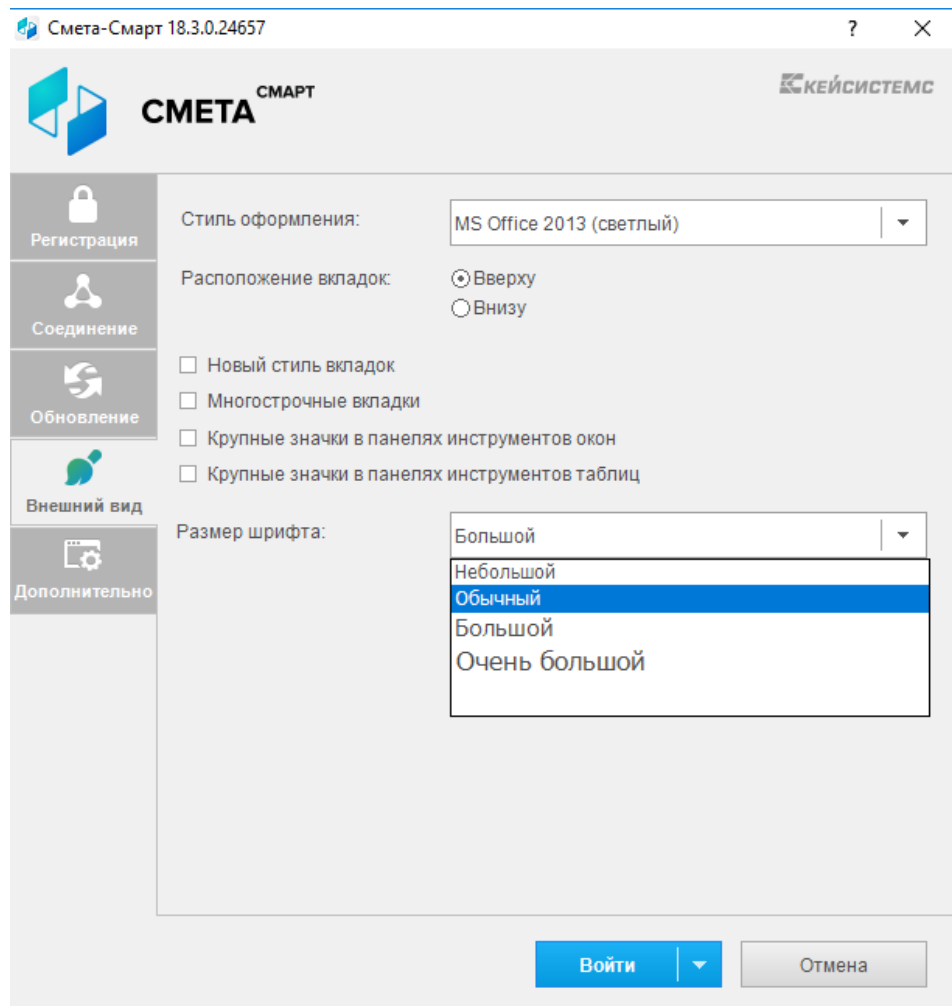 Смета-Смарт 18.3.0.24657
СМЕТА СМАРТ
КЕЙСИСТЕМС
Регистрация
Соединение
Обновление
Внешний вид
Дополнительно
Стиль оформления: MS Office 2013 (светлый)
Расположение вкладок: Вверху
Внизу
Новый стиль вкладок
Многострочные вкладки
Крупные значки в панелях инструментов окон
Крупные значки в панелях инструментов таблиц
Размер шрифта: Большой
Небольшой
Обычный
Большой
Очень большой
Войти Отмена